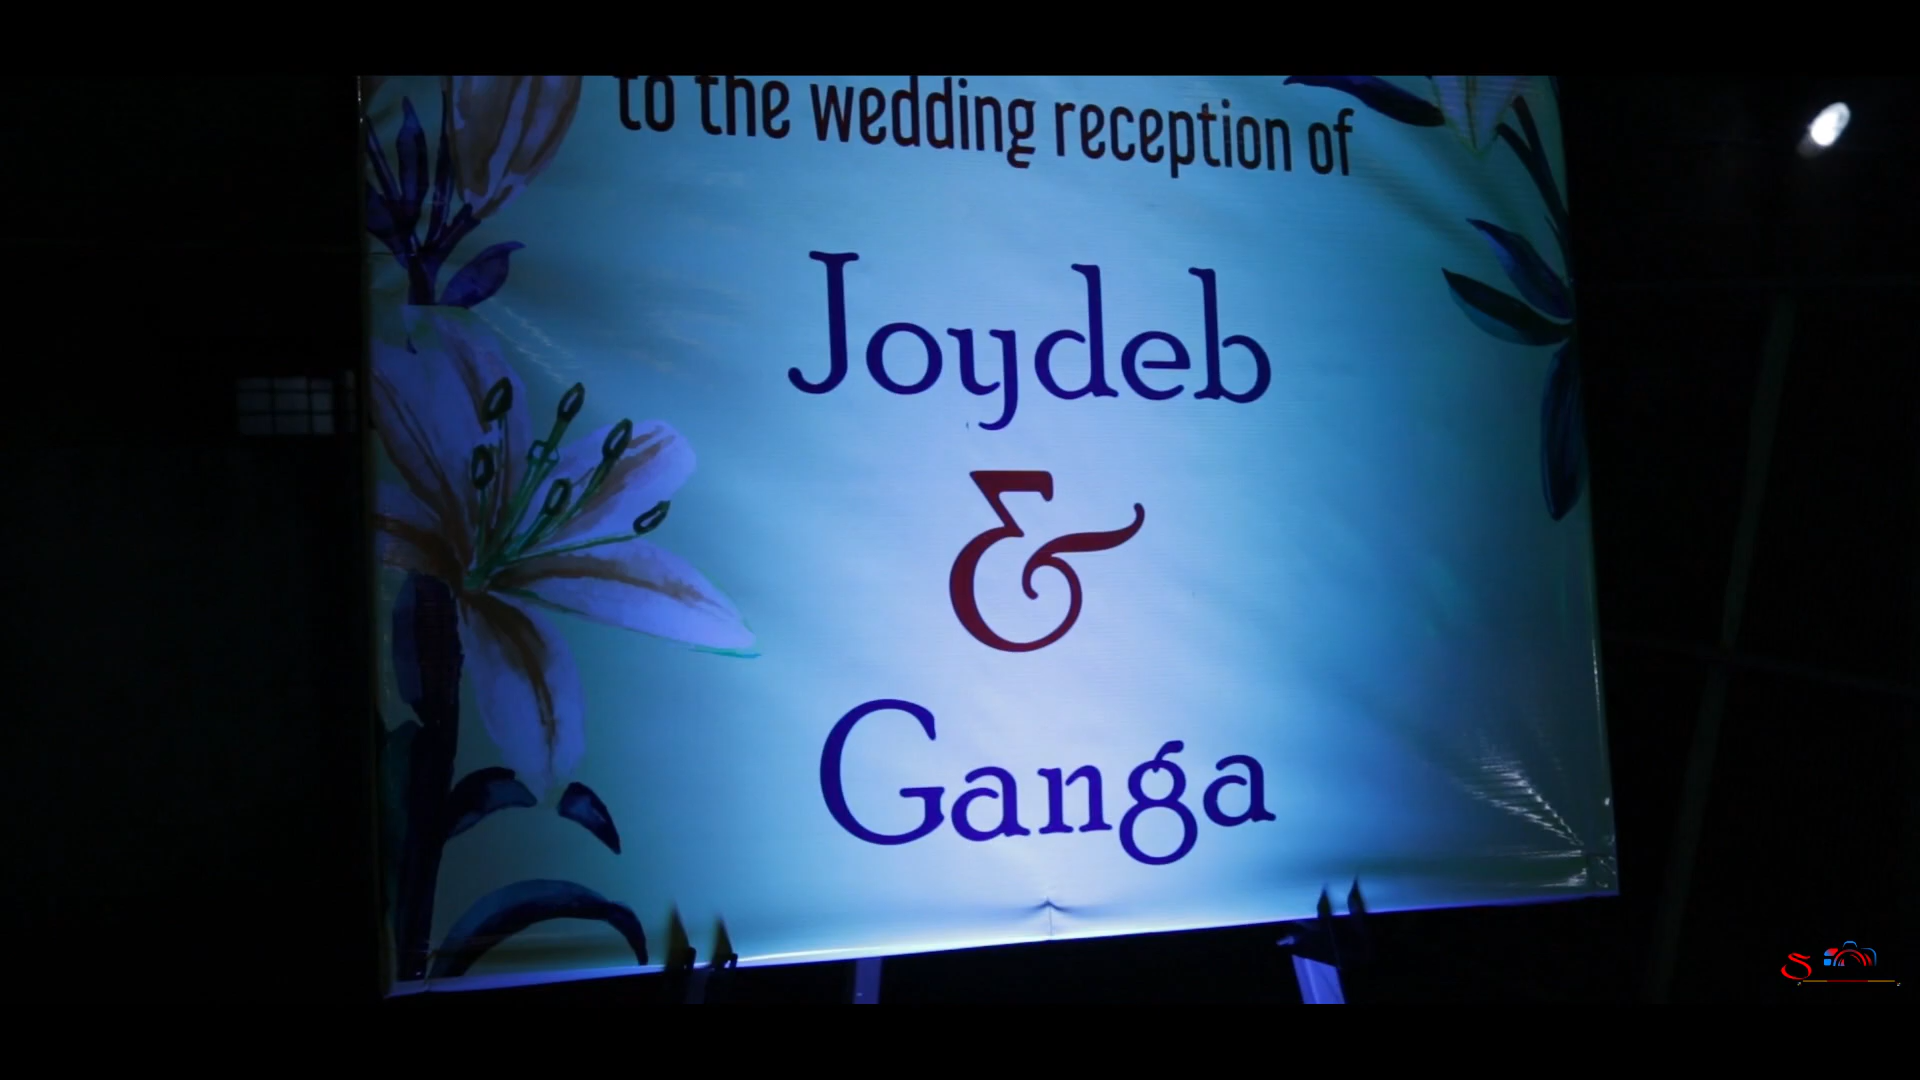 to the wedding reception of
Joydeb
&
Ganga
S